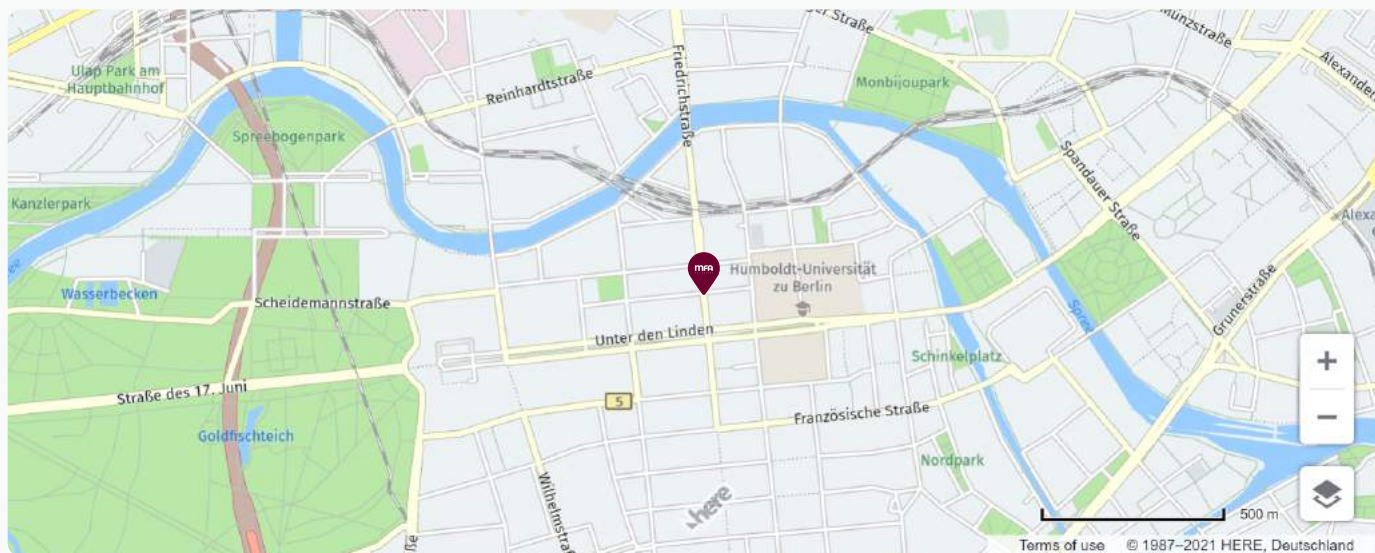 Ulap Park am
Hauptbahnhof
Reinhardtstraße
Friedrichstraße
ger Straße
Münzstraße
Monbijoupark
Spreebogenpark
Spandauer Straße
Kanzlerpark
Humboldt-Universität
zu Berlin
MFA
Wasserbecken
Scheidemannstraße
Unter den Linden
Spree
Grunerstraße
Schinkelplatz
Straße des 17. Juni
5
Französische Straße
Goldfischteich
Nordpark
here
+
−
500 m
Terms of use © 1987–2021 HERE, Deutschland